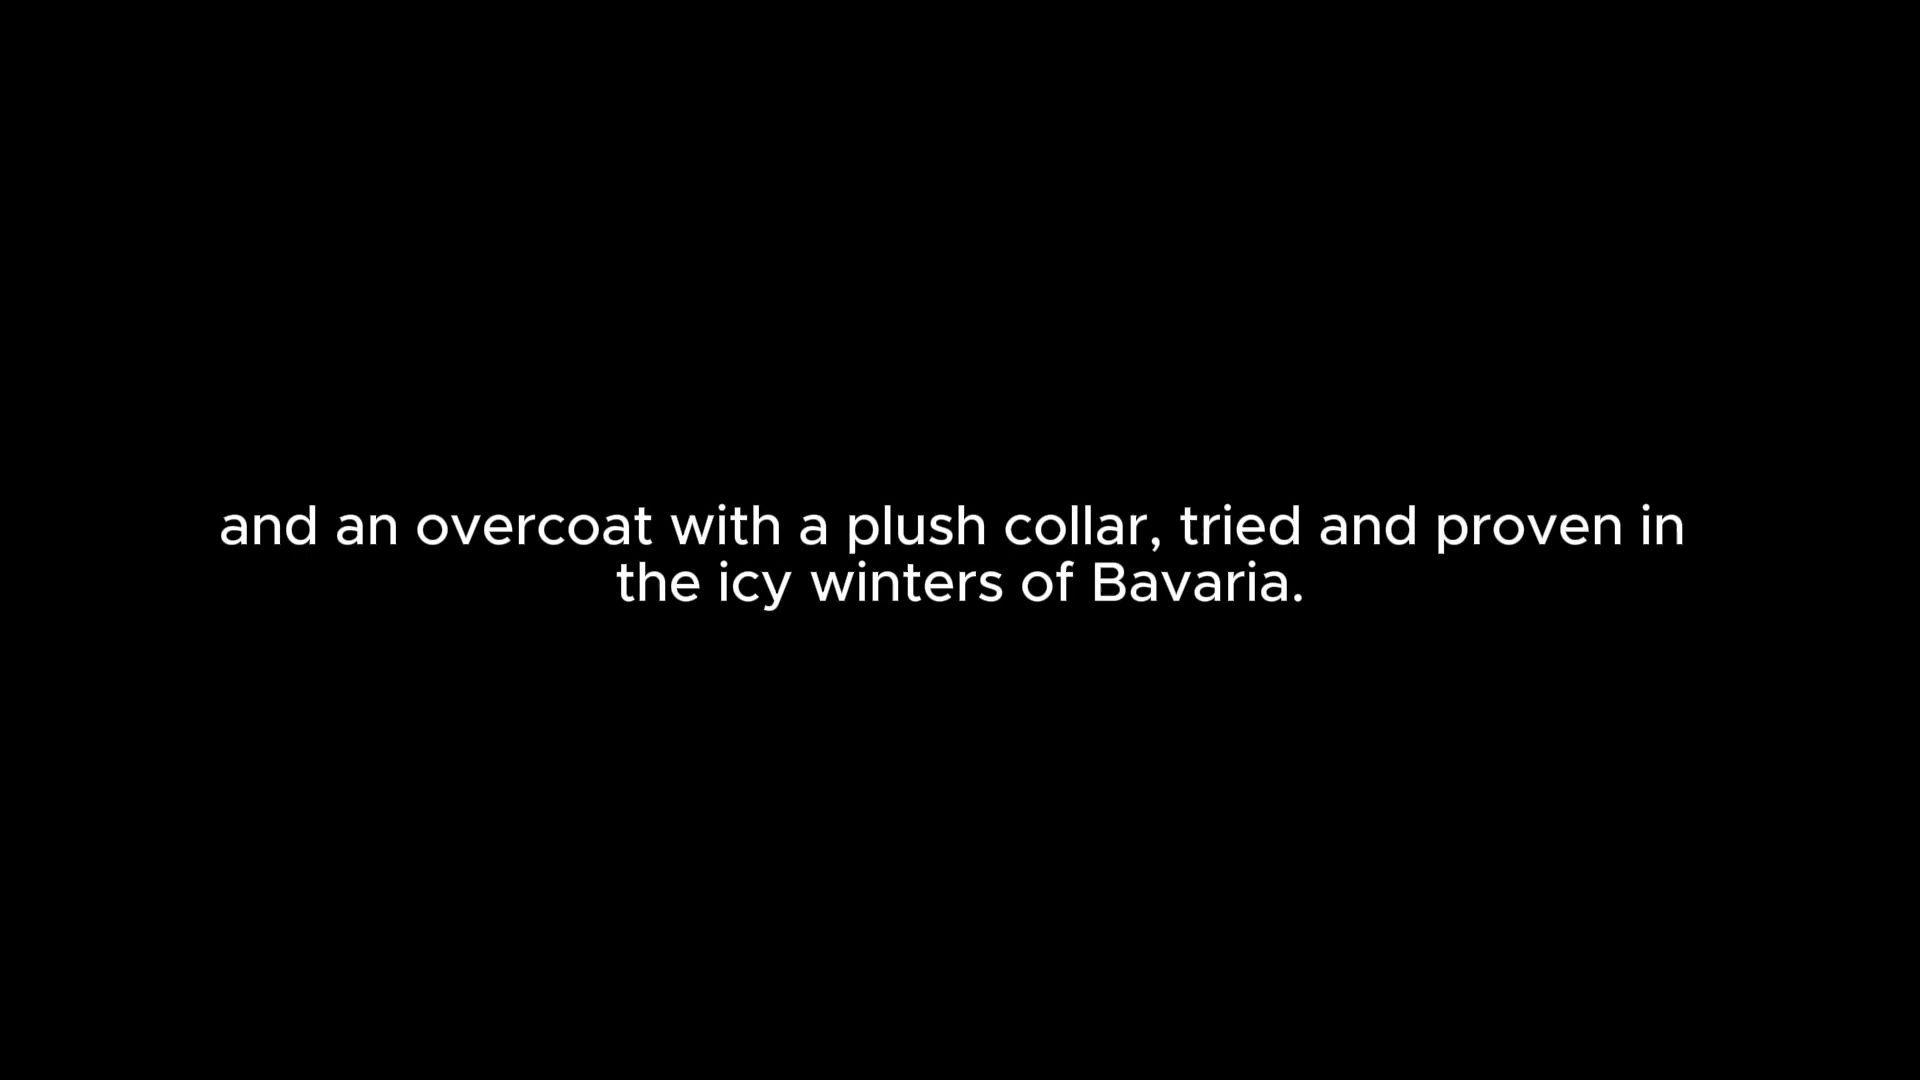 and an overcoat with a plush collar, tried and proven in
the icy winters of Bavaria.